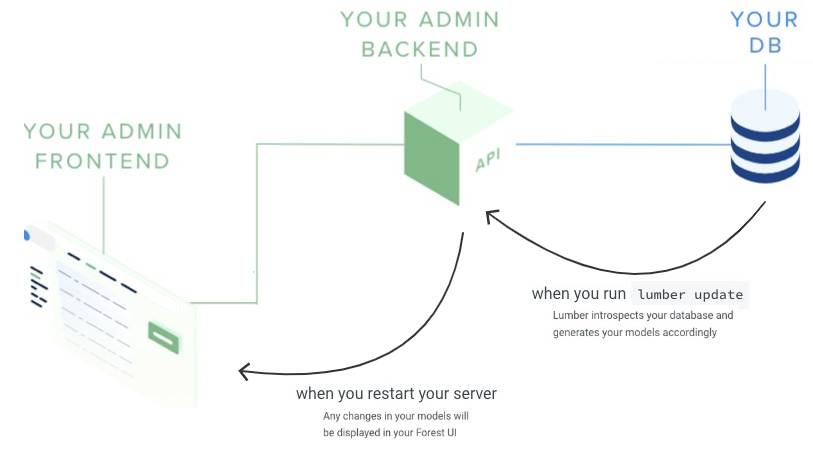 YOUR ADMIN
BACKEND
YOUR
DB
YOUR ADMIN
FRONTEND
API
when you run lumber update
Lumber introspects your database and
generates your models accordingly
when you restart your server
Any changes in your models will
be displayed in your Forest UI